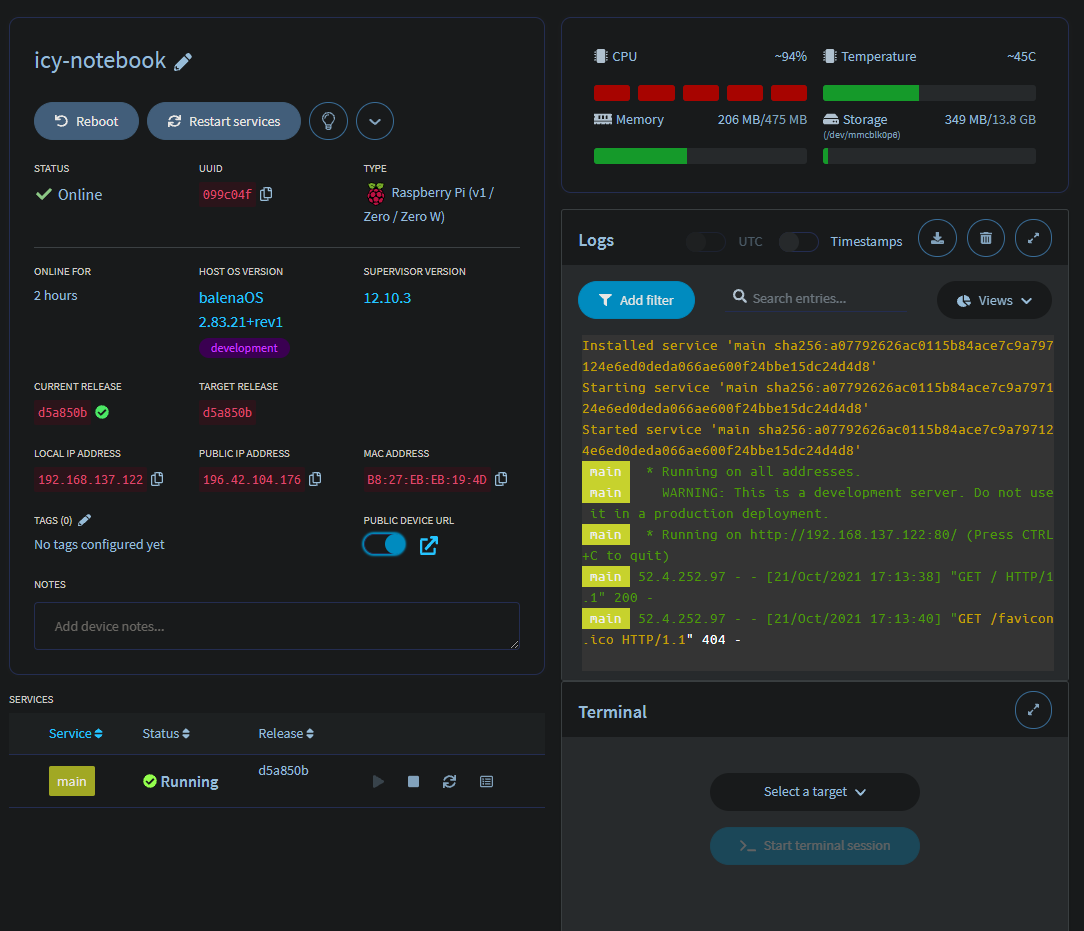 icy-notebook
Reboot
Restart services
STATUS
UUID
TYPE
Online
099c04f
Raspberry Pi (v1 /
Zero / Zero W)
ONLINE FOR
HOST OS VERSION
SUPERVISOR VERSION
2 hours
balenaOS
2.83.21+rev1
12.10.3
development
CURRENT RELEASE
TARGET RELEASE
d5a850b
d5a850b
LOCAL IP ADDRESS
PUBLIC IP ADDRESS
MAC ADDRESS
192.168.137.122
196.42.104.176
B8:27:EB:EB:19:4D
TAGS (0)
PUBLIC DEVICE URL
No tags configured yet
NOTES
Add device notes...
SERVICES
Service
Status
Release
main
Running
d5a850b
CPU
~94%
Temperature
~45C
Memory
206 MB/475 MB
Storage
349 MB/13.8 GB
(/dev/mmcblk0p6)
Logs
UTC
Timestamps
Add filter
Search entries...
Views
Installed service 'main sha256:a07792626ac0115b84ace7c9a797
124e6ed0deda066ae600f24bbe15dc24d4d8'
Starting service 'main sha256:a07792626ac0115b84ace7c9a7971
24e6ed0deda066ae600f24bbe15dc24d4d8'
Started service 'main sha256:a07792626ac0115b84ace7c9a79712
4e6ed0deda066ae600f24bbe15dc24d4d8'
main * Running on all addresses.
main WARNING: This is a development server. Do not use
it in a production deployment.
main * Running on http://192.168.137.122:80/ (Press CTRL
+C to quit)
main 52.4.252.97 - - [21/Oct/2021 17:13:38] "GET / HTTP/1
.1" 200 -
main 52.4.252.97 - - [21/Oct/2021 17:13:40] "GET /favicon
.ico HTTP/1.1" 404 -
Terminal
Select a target
Start terminal session